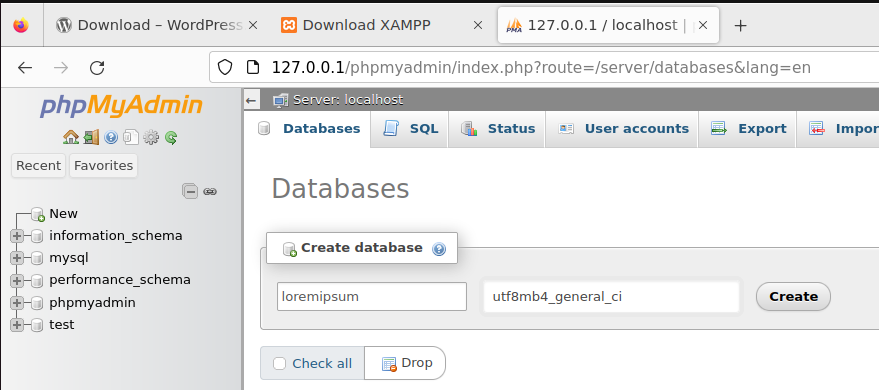 Download – WordPress
Download XAMPP
PMA 127.0.0.1 / localhost |
127.0.0.1/phpmyadmin/index.php?route=/server/databases&lang=en
phpMyAdmin
Server: localhost
Databases
SQL
Status
User accounts
Export
Impor
Recent
Favorites
Databases
New
information_schema
mysql
performance_schema
phpmyadmin
test
Create database
loremipsum
utf8mb4_general_ci
Create
Check all
Drop